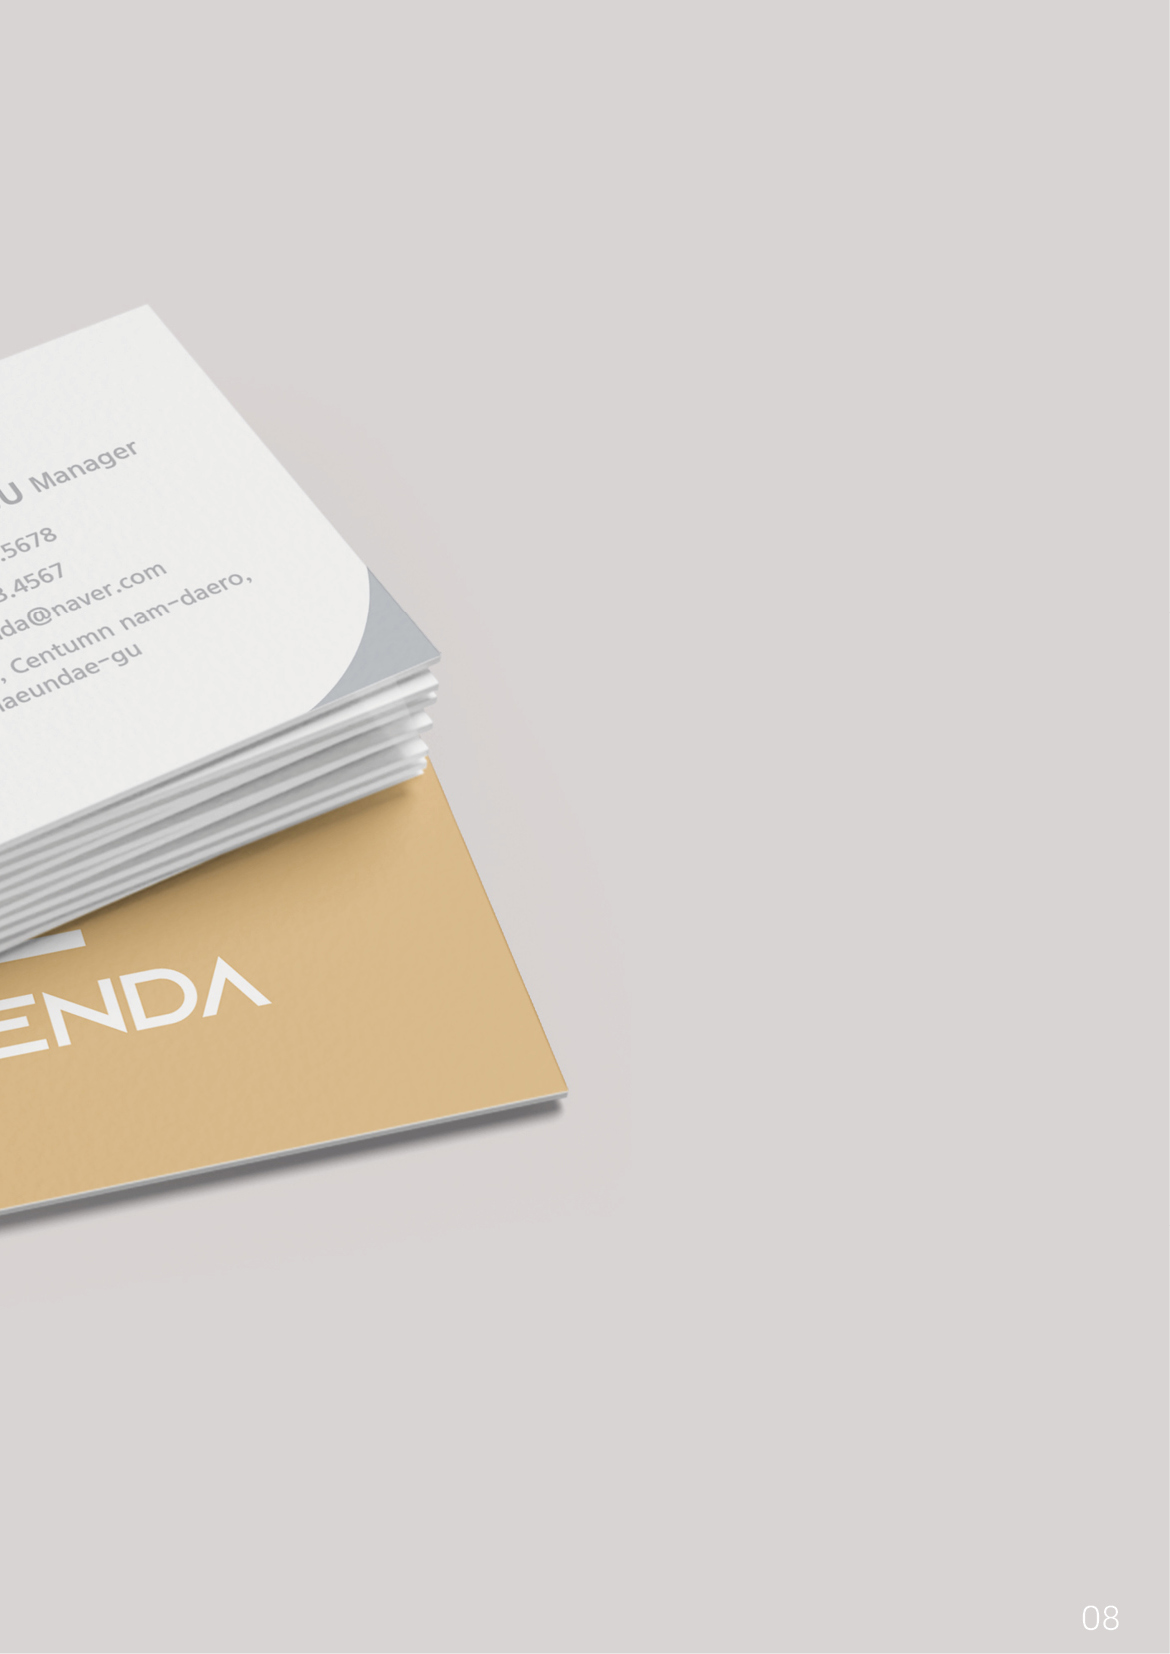 U Manager
.5678
3.4567
da@naver.com
, Centumn nam-daero,
aeundae-gu
ENDA
08